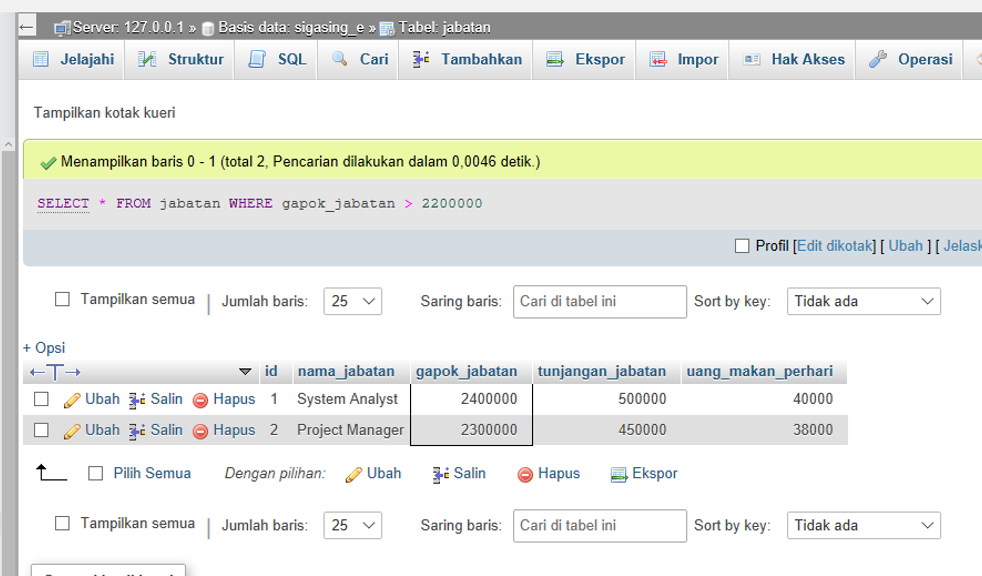 ← Server: 127.0.0.1 » Basis data: sigasing_e » Tabel: jabatan
Jelajahi Struktur SQL Cari Tambahkan Ekspor Impor Hak Akses Operasi
Tampilkan kotak kueri
Menampilkan baris 0 - 1 (total 2, Pencarian dilakukan dalam 0,0046 detik.)
SELECT * FROM jabatan WHERE gapok_jabatan > 2200000
Profil [Edit dikotak] [ Ubah ] [ Jelask
Tampilkan semua | Jumlah baris: 25 Saring baris: Cari di tabel ini Sort by key: Tidak ada
+ Opsi
←T→ id nama_jabatan gapok_jabatan tunjangan_jabatan uang_makan_perhari
Ubah Salin Hapus 1 System Analyst 2400000 500000 40000
Ubah Salin Hapus 2 Project Manager 2300000 450000 38000
Pilih Semua Dengan pilihan: Ubah Salin Hapus Ekspor
Tampilkan semua | Jumlah baris: 25 Saring baris: Cari di tabel ini Sort by key: Tidak ada